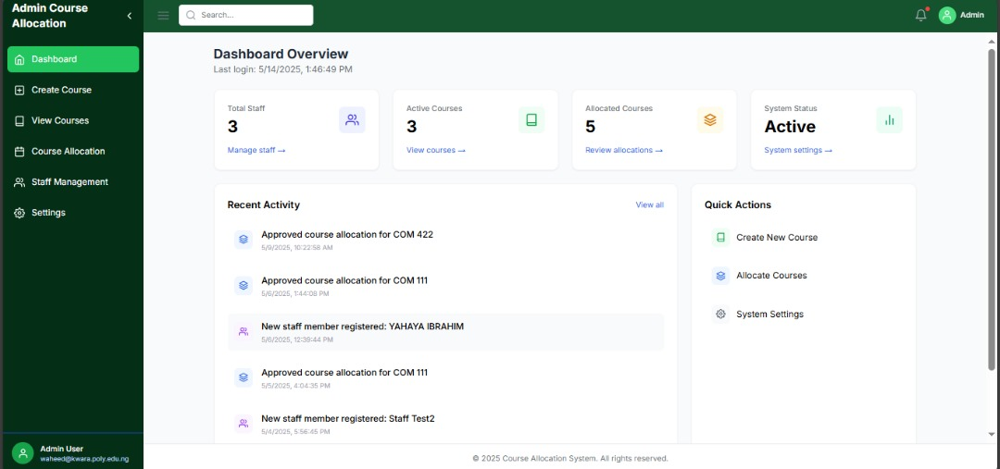 Admin Course
Allocation
Dashboard
Create Course
View Courses
Course Allocation
Staff Management
Settings
Admin User
waheed@kwara.poly.edu.ng
Search...
Admin
Dashboard Overview
Last login: 5/14/2025, 1:46:49 PM
Total Staff
3
Manage staff →
Active Courses
3
View courses →
Allocated Courses
5
Review allocations →
System Status
Active
System settings →
Recent Activity
View all
Approved course allocation for COM 422
5/9/2025, 10:22:58 AM
Approved course allocation for COM 111
5/6/2025, 1:44:08 PM
New staff member registered: YAHAYA IBRAHIM
5/6/2025, 12:39:44 PM
Approved course allocation for COM 111
5/5/2025, 4:04:35 PM
New staff member registered: Staff Test2
5/4/2025, 5:56:45 PM
Quick Actions
Create New Course
Allocate Courses
System Settings
© 2025 Course Allocation System. All rights reserved.